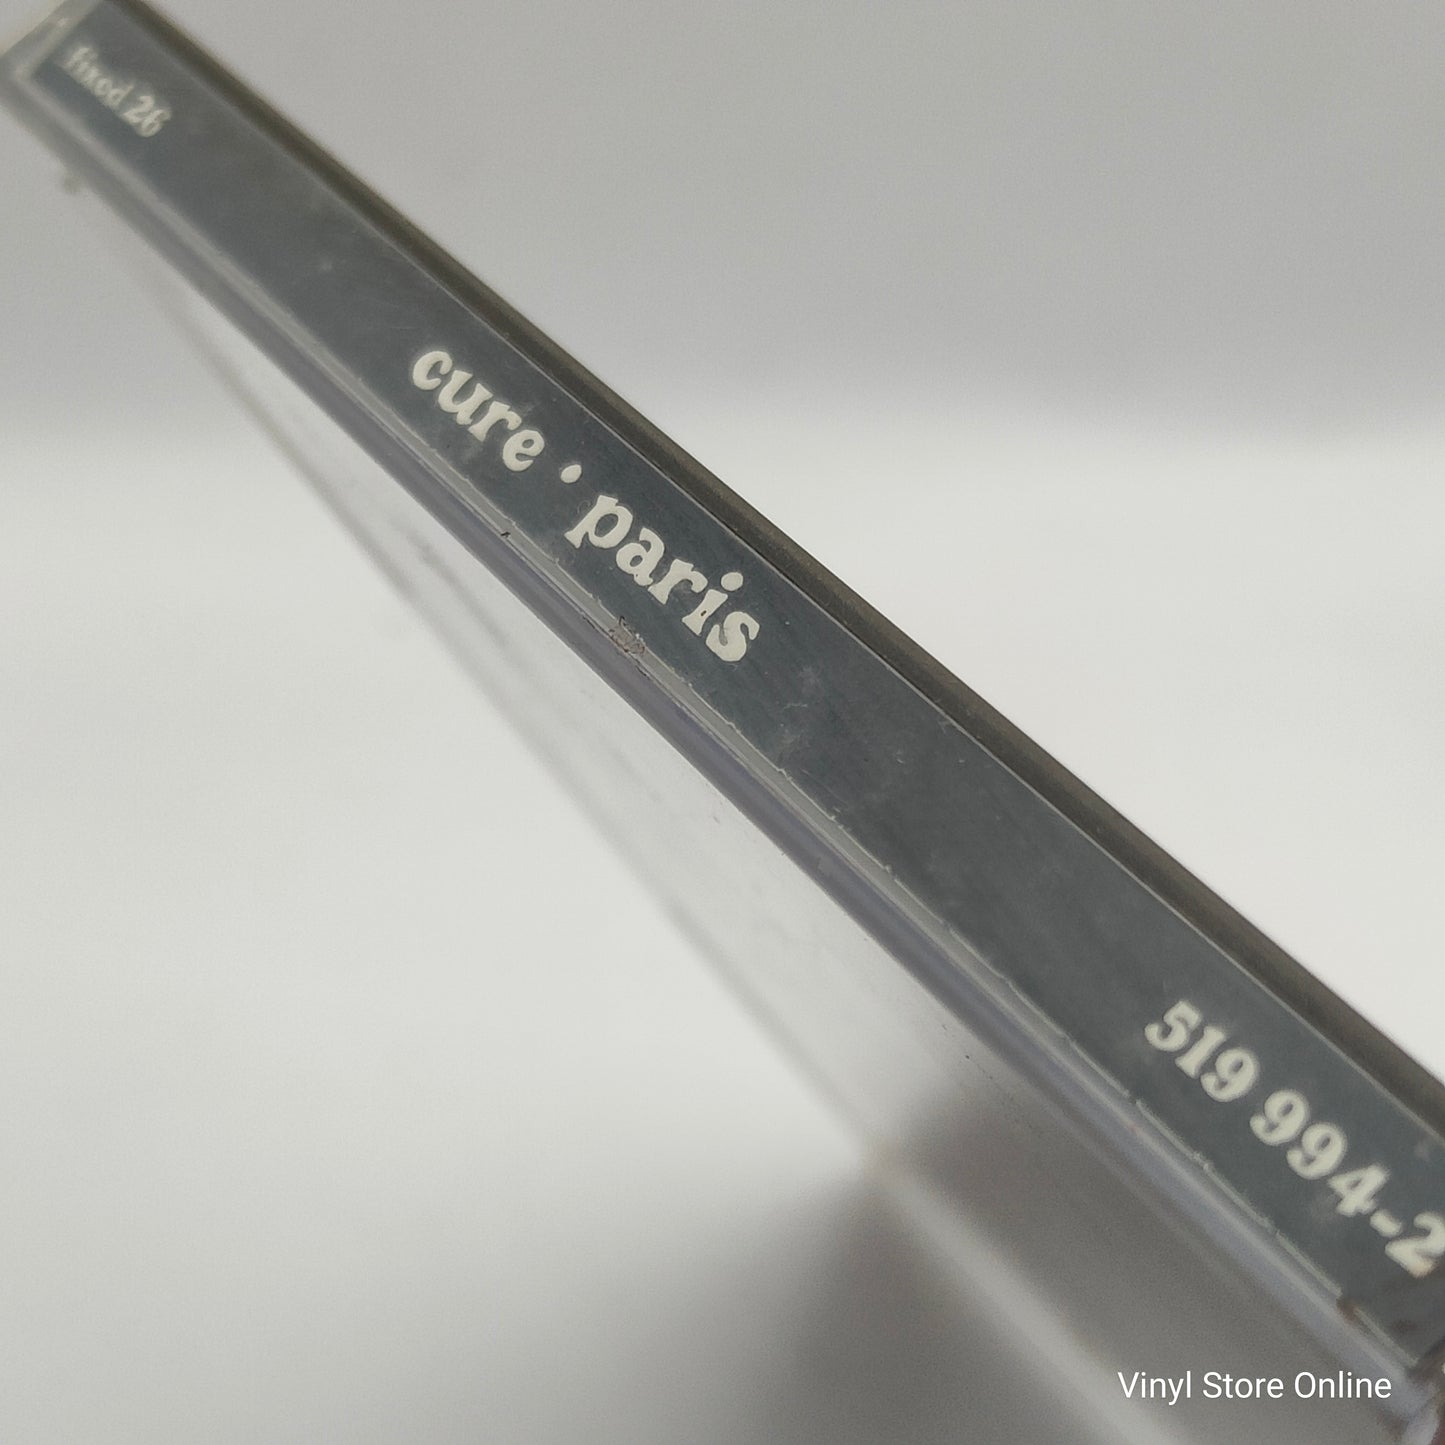 fixcd 26
cure • paris
519 994-2
Vinyl Store Online